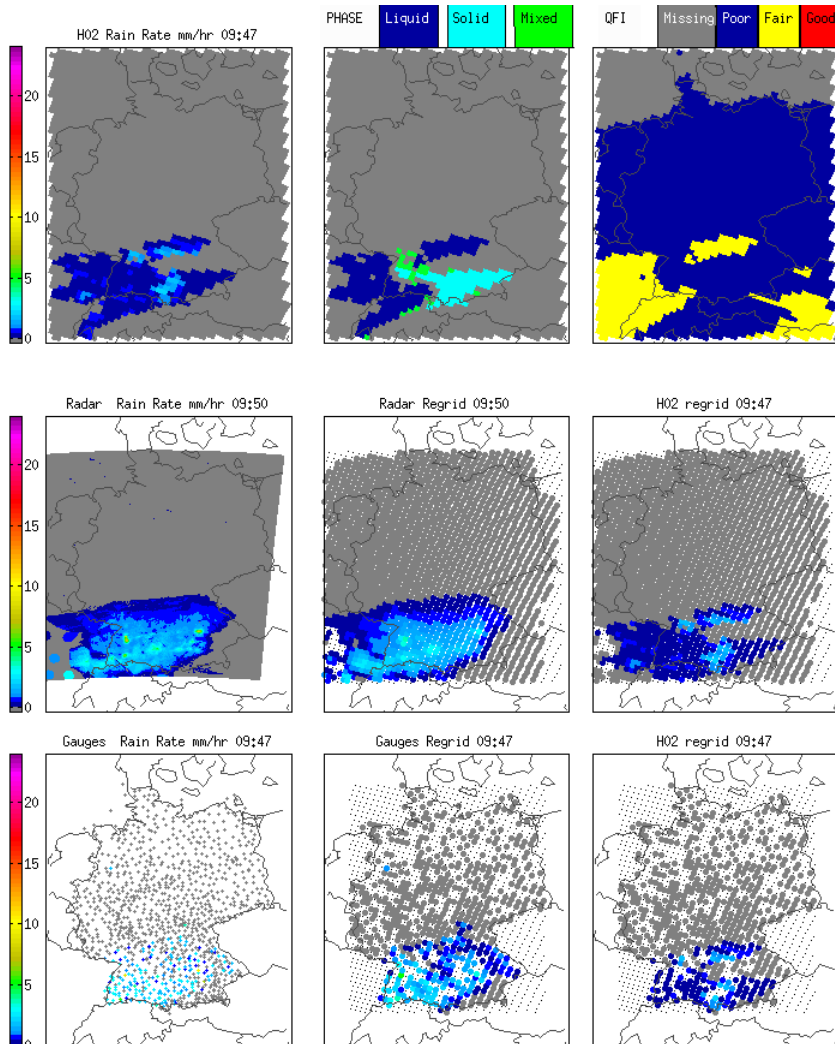 PHASE Liquid Solid Mixed
QFI Missing Poor Fair Good
H02 Rain Rate mm/hr 09:47
20
15
10
5
0
Radar Rain Rate mm/hr 09:50
Radar Regrid 09:50
H02 regrid 09:47
20
15
10
5
0
Gauges Rain Rate mm/hr 09:47
Gauges Regrid 09:47
H02 regrid 09:47
20
15
10
5
0